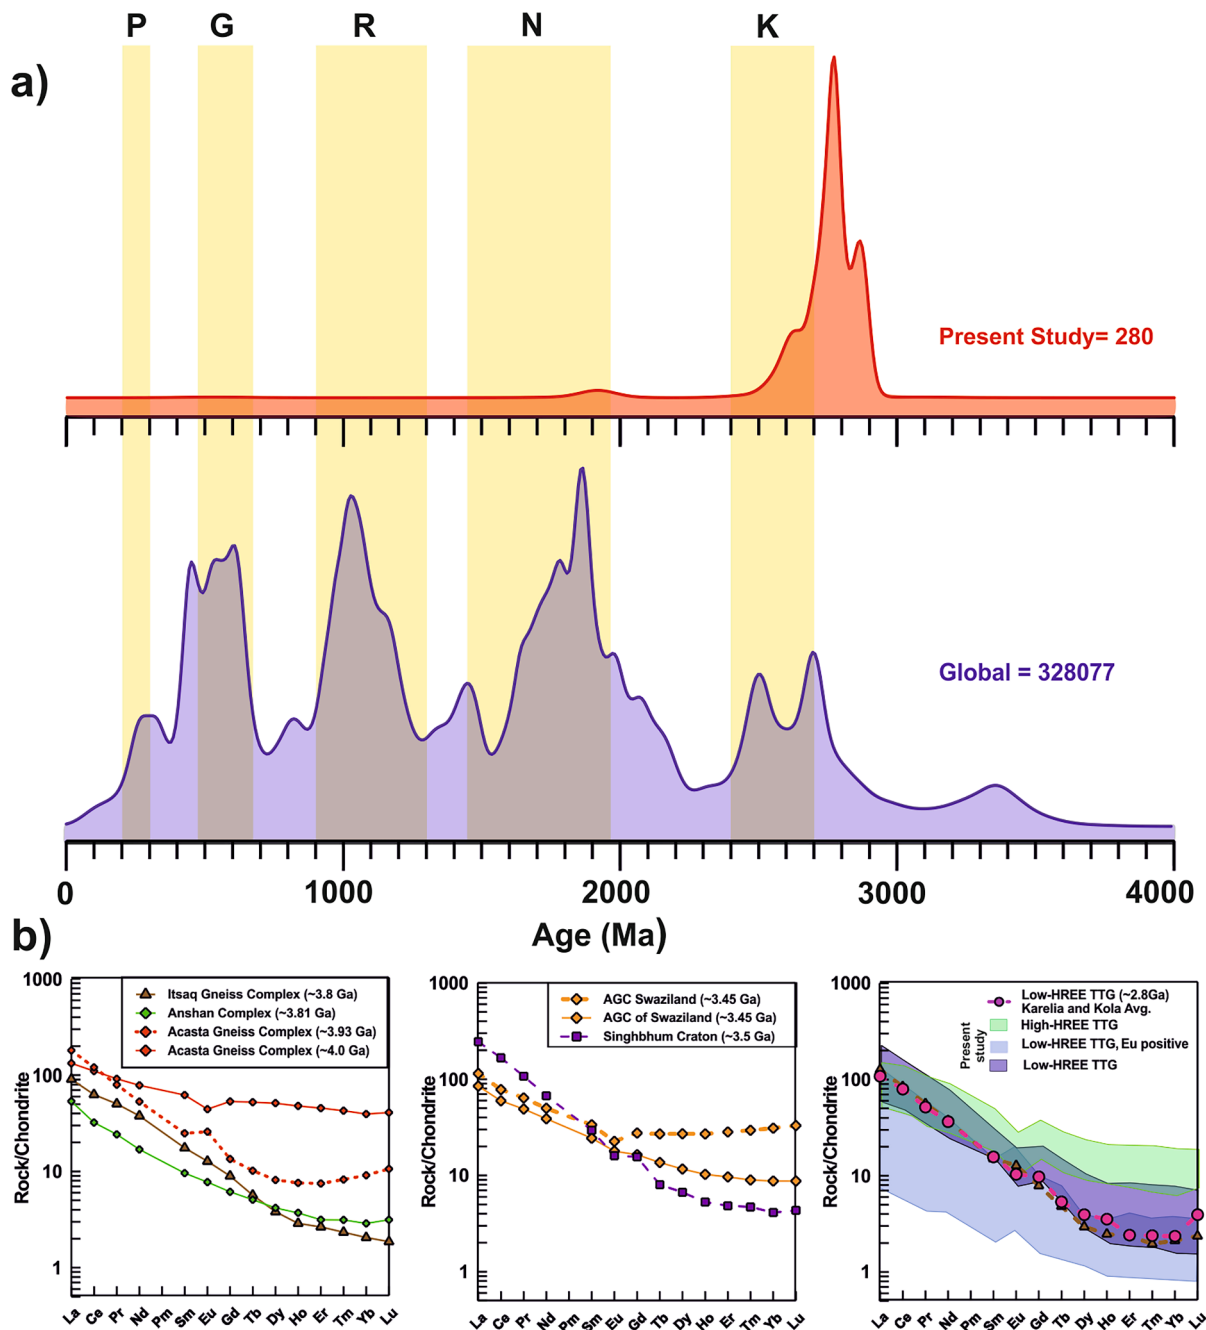 P G R N K
a)
Present Study= 280
Global = 328077
0 1000 2000 3000 4000
Age (Ma)
b)
Rock/Chondrite
1000
100
10
1
Itsaq Gneiss Complex (~3.8 Ga)
Anshan Complex (~3.81 Ga)
Acasta Gneiss Complex (~3.93 Ga)
Acasta Gneiss Complex (~4.0 Ga)
La Ce Pr Nd Pm Sm Eu Gd Tb Dy Ho Er Tm Yb Lu
Rock/Chondrite
1000
100
10
1
AGC Swaziland (~3.45 Ga)
AGC of Swaziland (~3.45 Ga)
Singhbhum Craton (~3.5 Ga)
La Ce Pr Nd Pm Sm Eu Gd Tb Dy Ho Er Tm Yb Lu
Rock/Chondrite
1000
100
10
1
Low-HREE TTG (~2.8Ga)
Karelia and Kola Avg.
Present
study
High-HREE TTG
Low-HREE TTG, Eu positive
Low-HREE TTG
La Ce Pr Nd Pm Sm Eu Gd Tb Dy Ho Er Tm Yb Lu